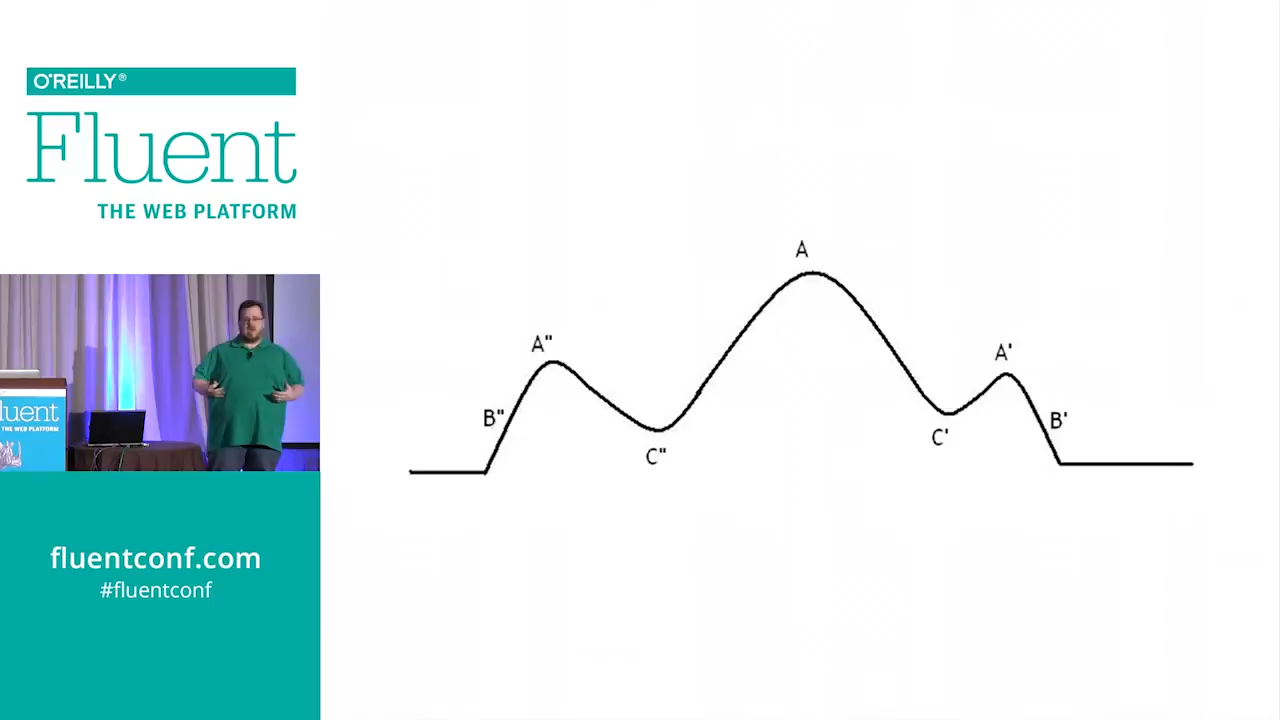 O'REILLY®
Fluent
THE WEB PLATFORM
luent
THE WEB PLATFORM
fluentconf.com
#fluentconf
A
A"
A'
B"
B'
C"
C'